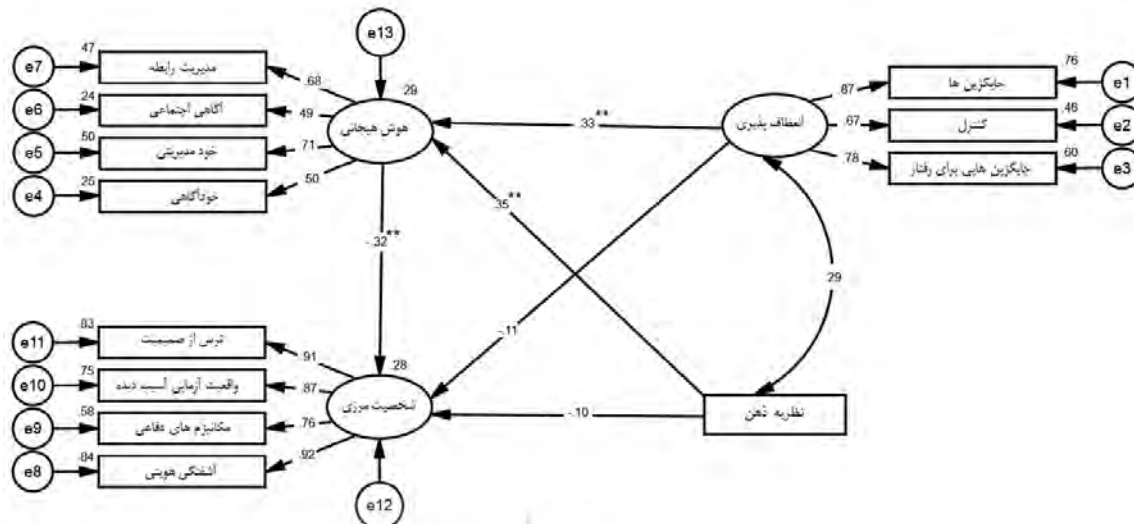 e13
.47
e7
مدیریت رابطه
.68
.29
.24
e6
آگاهی اجتماعی
.49
هوش هیجانی
.50
e5
خود مدیریتی
.71
.25
e4
خودآگاهی
.50
.33**
انعطاف پذیری
.87
جایگزین ها
.76
e1
.67
کنترل
.46
e2
.78
جایگزین هایی برای رفتار
.60
e3
.35**
-.32**
.29
-.11
.83
e11
ترس از صمیمیت
.91
.28
.75
e10
واقعیت آزمایی آسیب دیده
.87
شخصیت مرزی
-.10
نظریه ذهن
.58
e9
مکانیزم های دفاعی
.76
.84
e8
آشفتگی هویتی
.92
e12